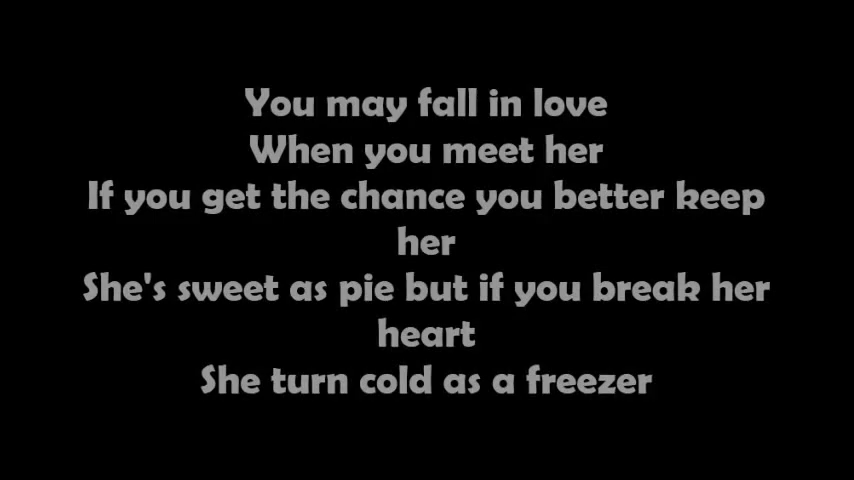 You may fall in love
When you meet her
If you get the chance you better keep
her
She's sweet as pie but if you break her
heart
She turn cold as a freezer